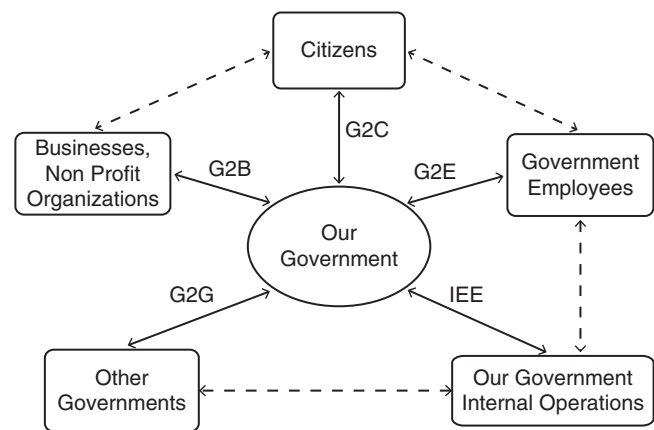 Citizens
G2C
Businesses,
Non Profit
Organizations
G2B
G2E
Government
Employees
Our
Government
G2G
IEE
Other
Governments
Our Government
Internal Operations